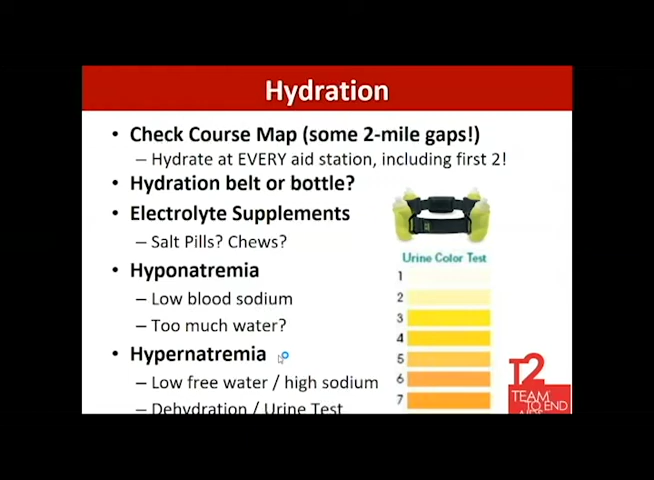 Hydration
• Check Course Map (some 2-mile gaps!)
– Hydrate at EVERY aid station, including first 2!
• Hydration belt or bottle?
• Electrolyte Supplements
– Salt Pills? Chews?
• Hyponatremia
– Low blood sodium
– Too much water?
• Hypernatremia
– Low free water / high sodium
– Dehydration / Urine Test
Urine Color Test
1
2
3
4
5
6
7
T2
TEAM
TO END